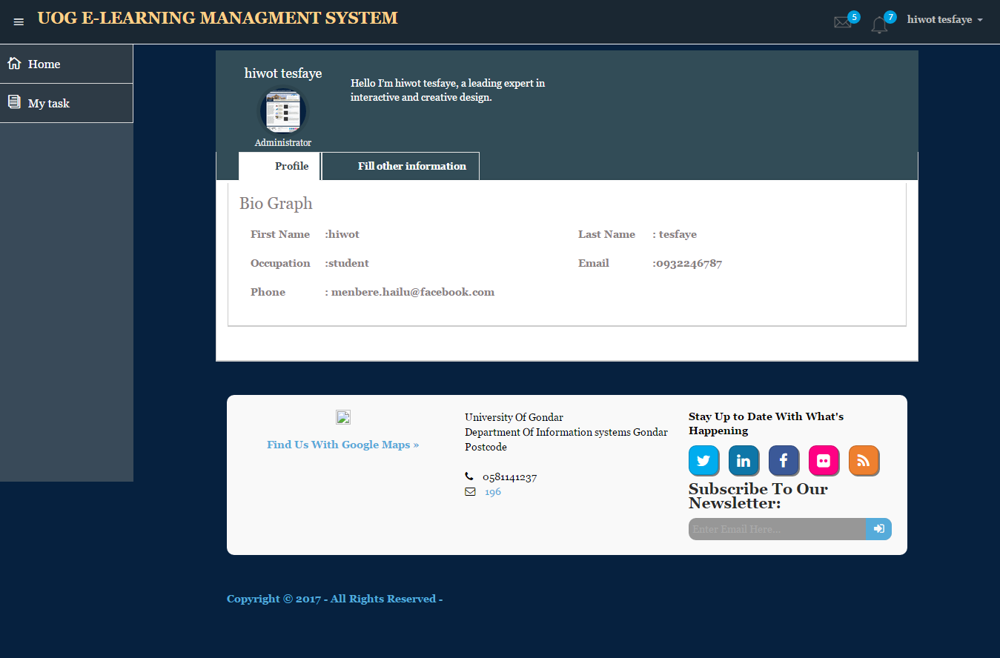 UOG E-LEARNING MANAGMENT SYSTEM
5
7
hiwot tesfaye
Home
My task
hiwot tesfaye
Hello I'm hiwot tesfaye, a leading expert in
interactive and creative design.
Administrator
Profile
Fill other information
Bio Graph
First Name :hiwot
Last Name : tesfaye
Occupation :student
Email :0932246787
Phone : menbere.hailu@facebook.com
Find Us With Google Maps »
University Of Gondar
Department Of Information systems Gondar
Postcode
0581141237
196
Stay Up to Date With What's
Happening
Subscribe To Our
Newsletter:
Enter Email Here...
Copyright © 2017 - All Rights Reserved -